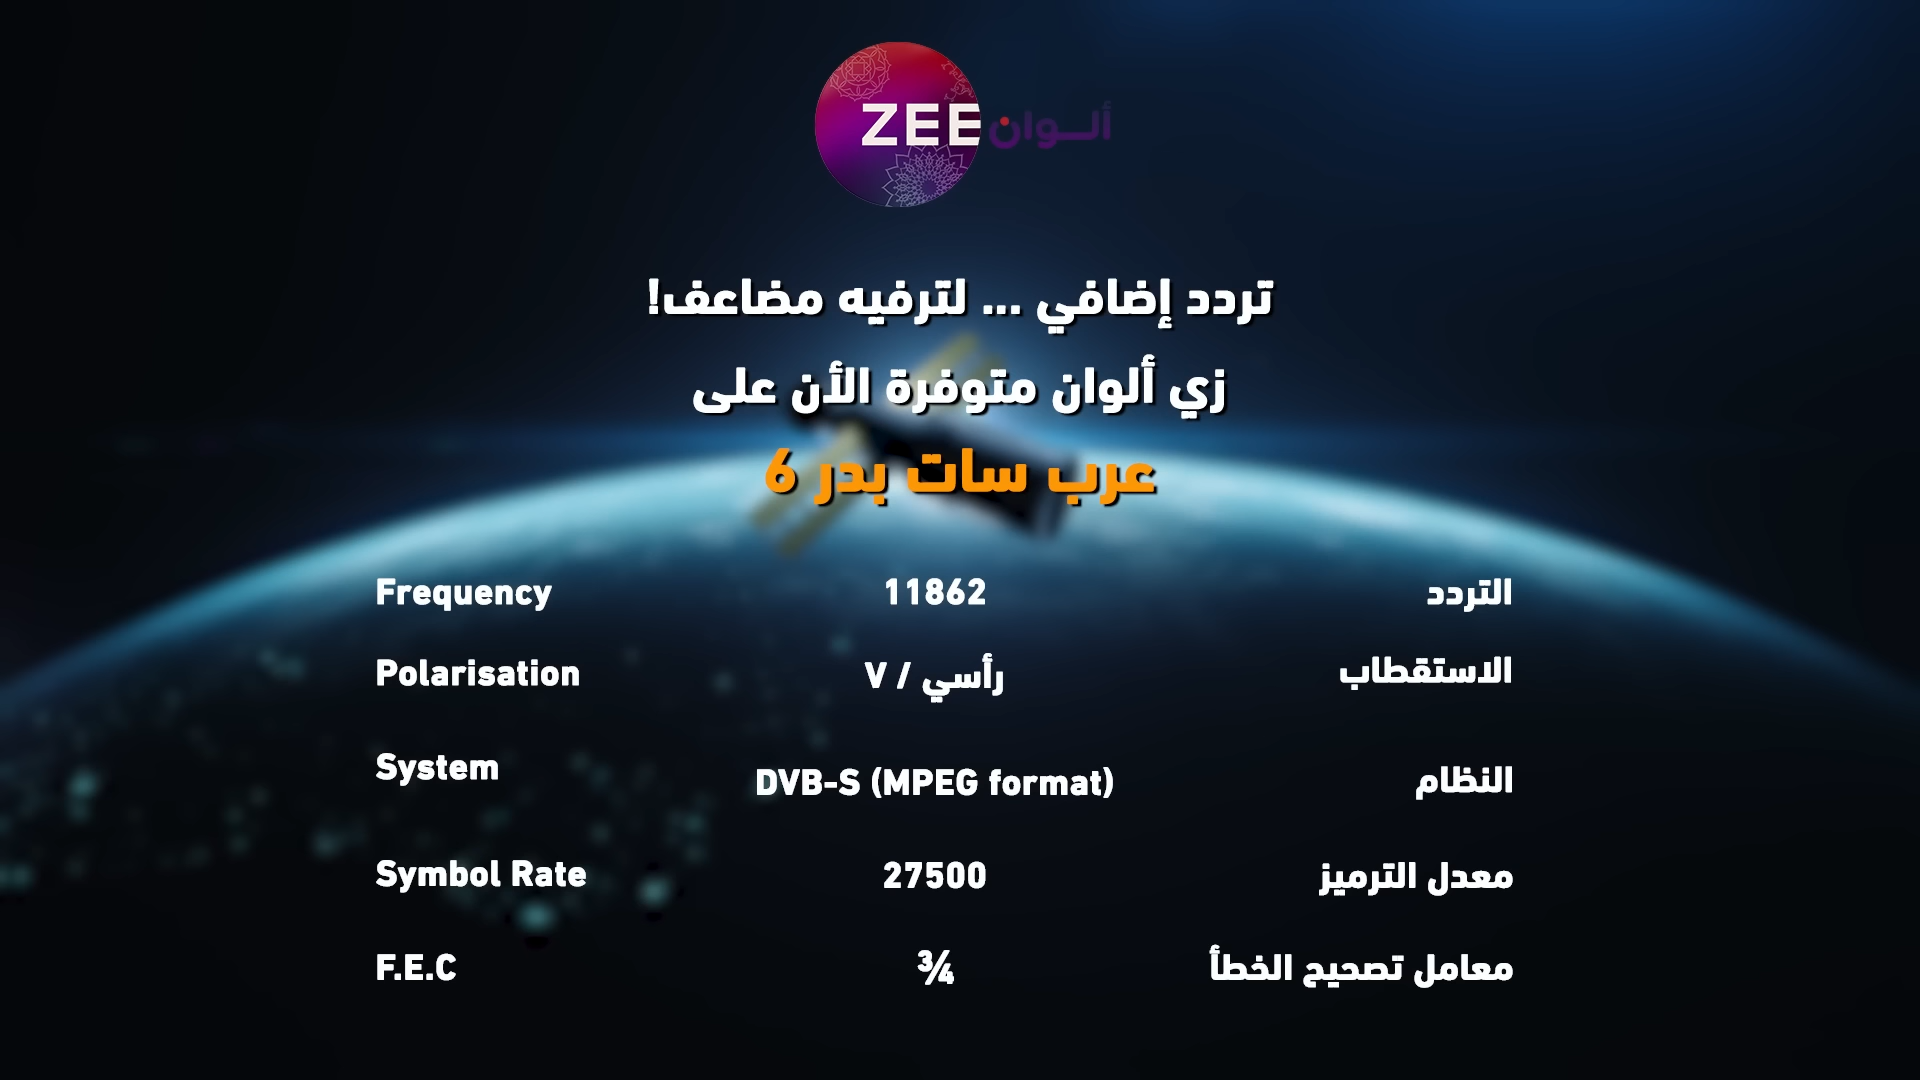 ZEE ألوان
تردد إضافي ... لترفيه مضاعف!
زي ألوان متوفرة الأن على
عرب سات بدر 6
Frequency 11862 التردد
Polarisation رأسي / V الاستقطاب
System DVB-S (MPEG format) النظام
Symbol Rate 27500 معدل الترميز
F.E.C ¾ معامل تصحيح الخطأ